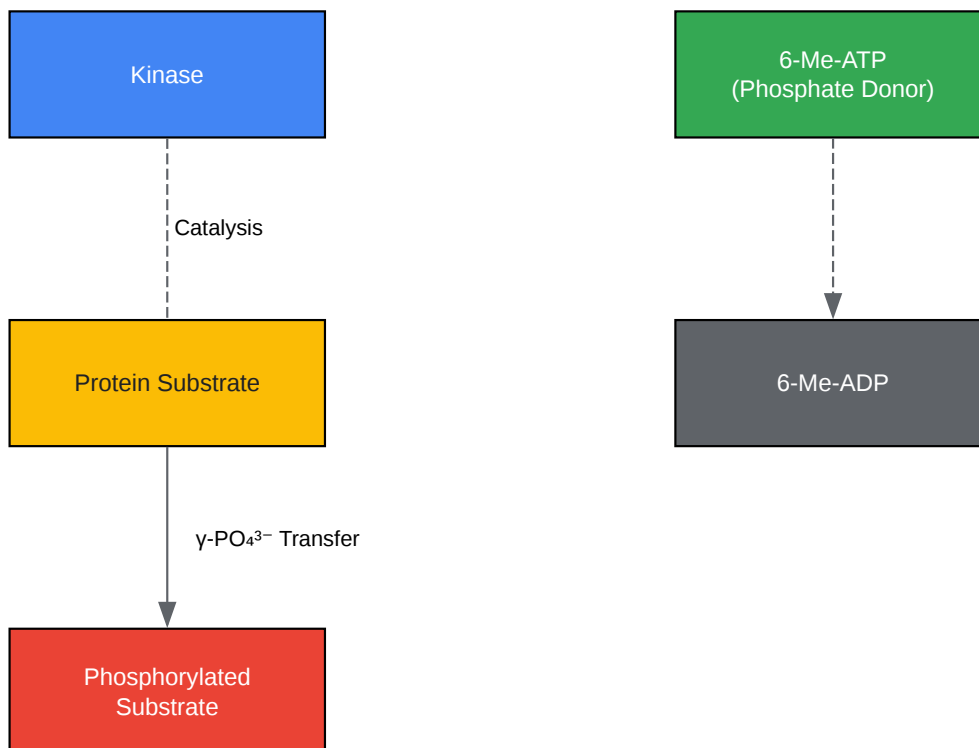 Kinase
6-Me-ATP
(Phosphate Donor)
Catalysis
Protein Substrate
6-Me-ADP
γ-PO₄³⁻ Transfer
Phosphorylated
Substrate